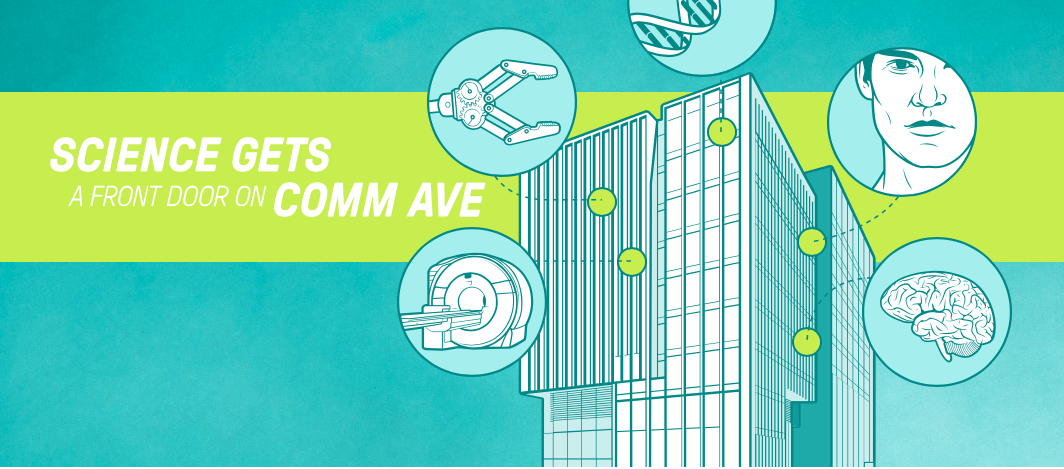 SCIENCE GETS
A FRONT DOOR ON COMM AVE